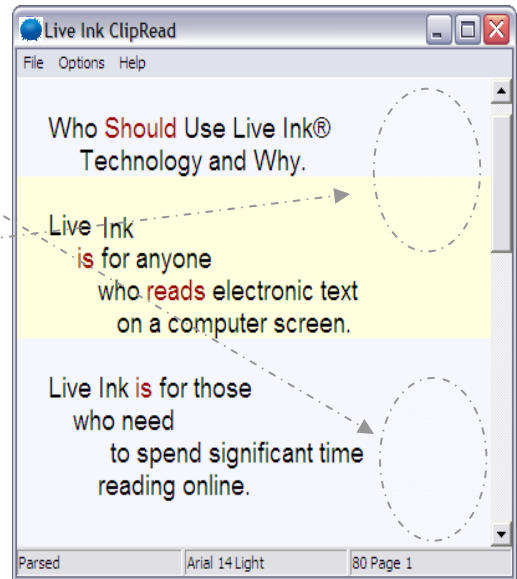 Live Ink ClipRead
File Options Help
Who Should Use Live Ink®
Technology and Why.
Live Ink
is for anyone
who reads electronic text
on a computer screen.
Live Ink is for those
who need
to spend significant time
reading online.
Parsed Arial 14 Light 80 Page 1